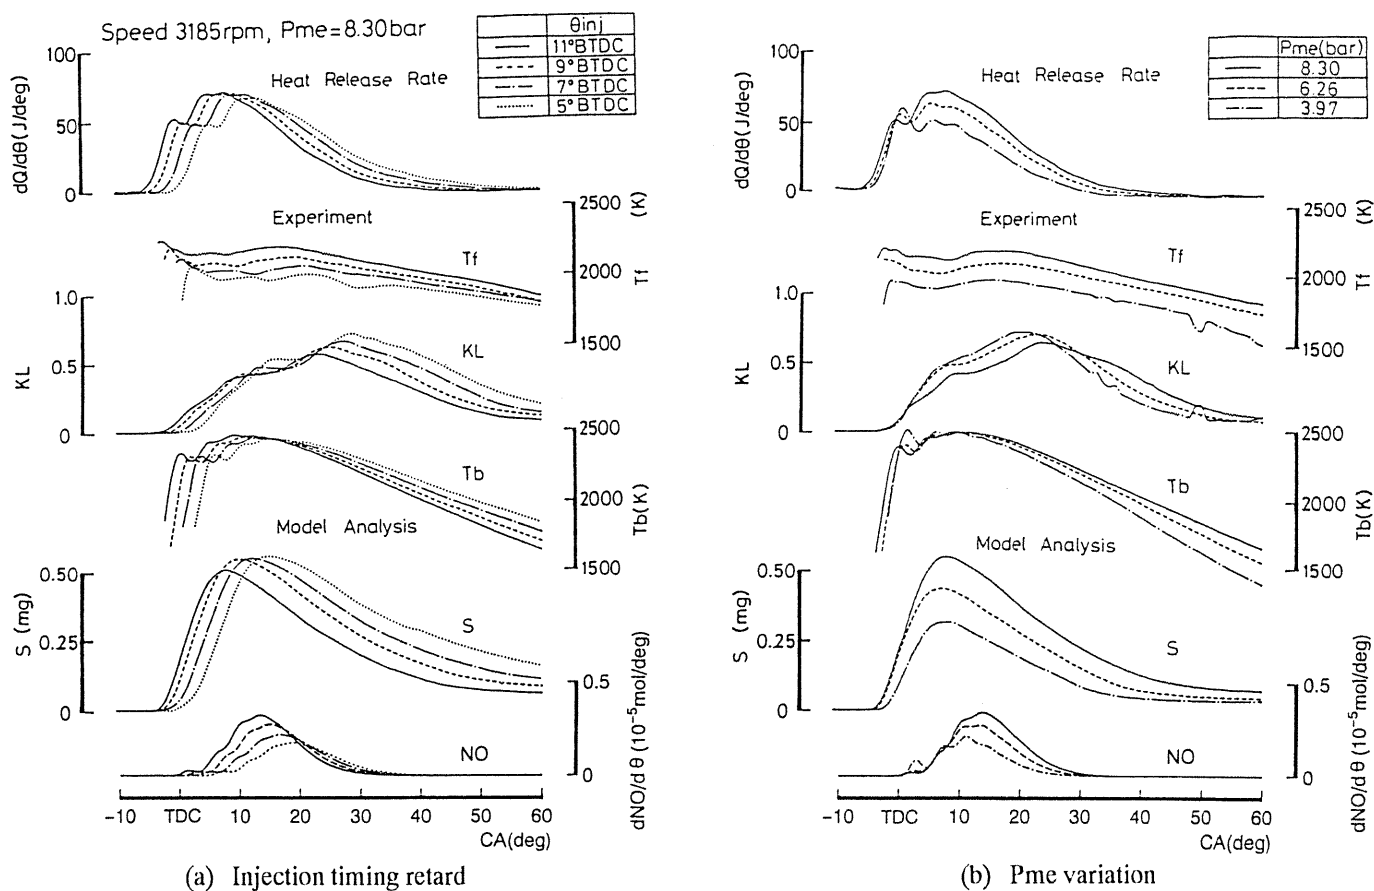 Speed 3185rpm, Pme=8.30bar
θinj
11°BTDC
9°BTDC
7°BTDC
5°BTDC
100
50
0
dQ/dθ(J/deg)
Heat Release Rate
Experiment
2500
2000
1500
Tf (K)
Tf
1.0
0.5
0
KL
KL
2500
2000
1500
Tb(K)
Tb
Model Analysis
0.50
0.25
0
S (mg)
S
0.5
0
dNO/dθ (10⁻⁵mol/deg)
NO
-10 TDC 10 20 30 40 50 60
CA(deg)
(a) Injection timing retard
Pme(bar)
8.30
6.26
3.97
100
50
0
dQ/dθ(J/deg)
Heat Release Rate
Experiment
2500
2000
1500
Tf (K)
Tf
1.0
0.5
0
KL
KL
2500
2000
1500
Tb(K)
Tb
Model Analysis
0.50
0.25
0
S (mg)
S
0.5
0
dNO/dθ (10⁻⁵mol/deg)
NO
-10 TDC 10 20 30 40 50 60
CA(deg)
(b) Pme variation